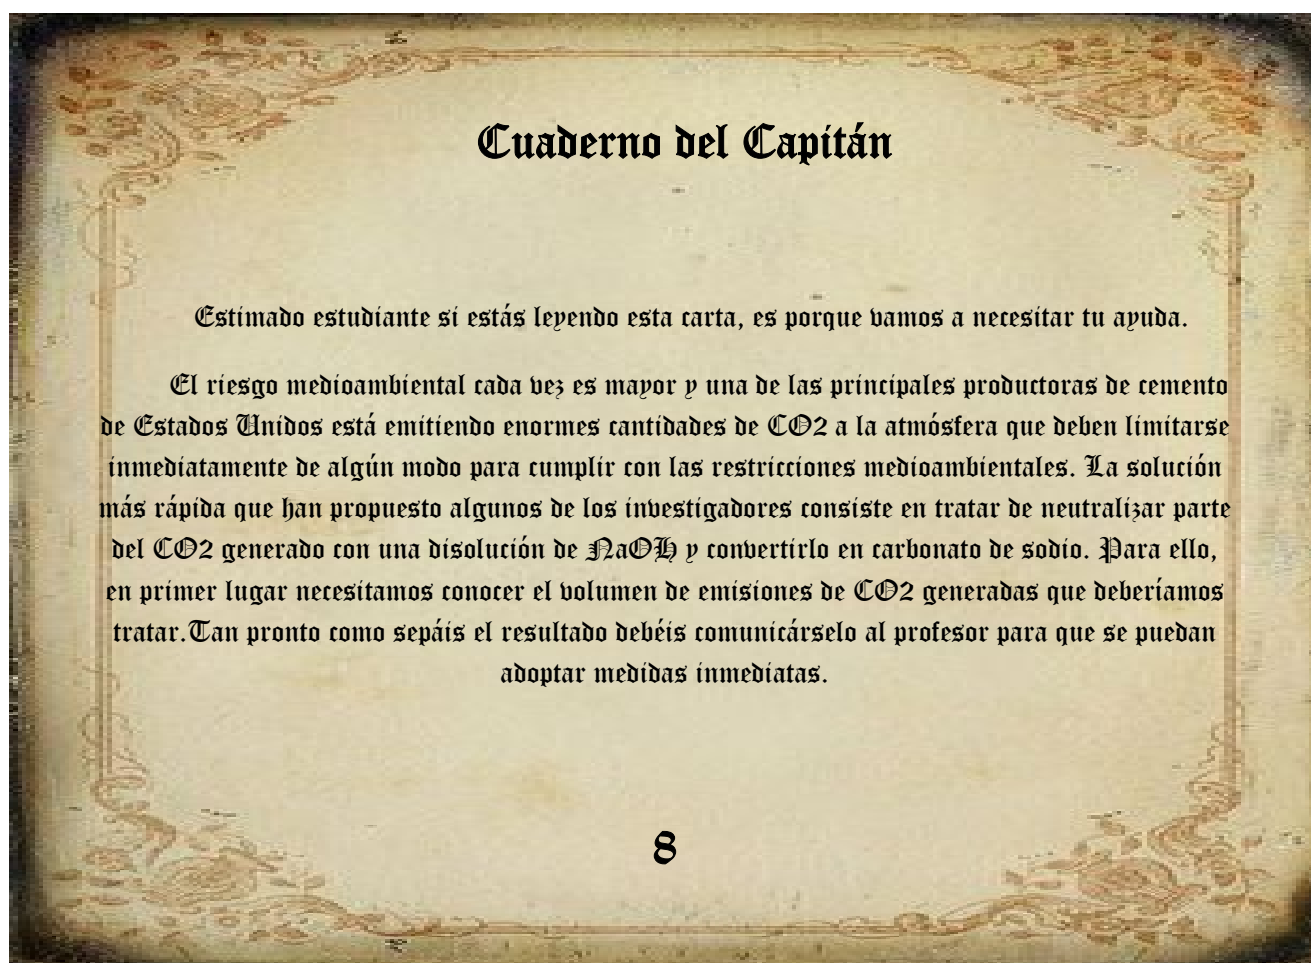 Cuaderno del Capitán
Estimado estudiante si estás leyendo esta carta, es porque vamos a necesitar tu ayuda.
El riesgo medioambiental cada vez es mayor y una de las principales productoras de cemento
de Estados Unidos está emitiendo enormes cantidades de CO2 a la atmósfera que deben limitarse
inmediatamente de algún modo para cumplir con las restricciones medioambientales. La solución
más rápida que han propuesto algunos de los investigadores consiste en tratar de neutralizar parte
del CO2 generado con una disolución de NaOH y convertirlo en carbonato de sodio. Para ello,
en primer lugar necesitamos conocer el volumen de emisiones de CO2 generadas que deberíamos
tratar.Tan pronto como sepáis el resultado debéis comunicárselo al profesor para que se puedan
adoptar medidas inmediatas.
8